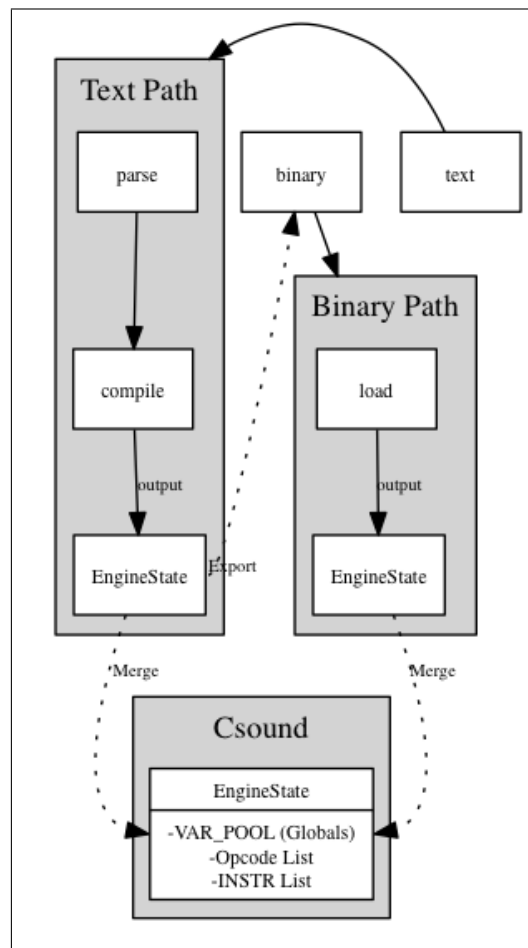 Text Path
parse
binary
text
Binary Path
compile
load
output
output
EngineState
Export
EngineState
Merge
Merge
Csound
EngineState
-VAR_POOL (Globals)
-Opcode List
-INSTR List